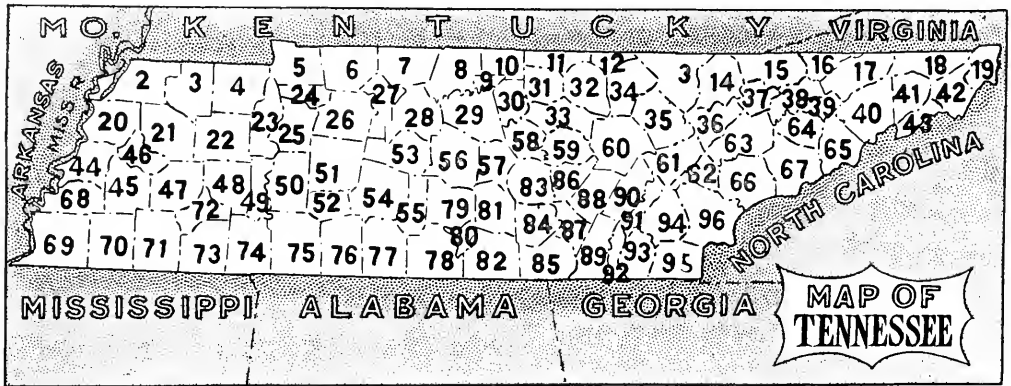 MO. KENTUCKY VIRGINIA
5 6 7 8 9 10 11 12 3 14 15 16 17 18 19
2 3 4 24 27 31 32 34 37 38 39 41 42
ARKANSAS
MISS. R.
20 21 22 23 25 26 28 29 30 33 35 36 40 43
44 46 53 56 57 58 59 60 61 62 63 64 65
68 45 47 48 49 50 51 52 54 55 79 81 83 86 88 90 66 67
72 80 84 87 91 94 96
69 70 71 73 74 75 76 77 78 82 85 89 92 93 95
NORTH CAROLINA
MISSISSIPPI ALABAMA GEORGIA
MAP OF
TENNESSEE